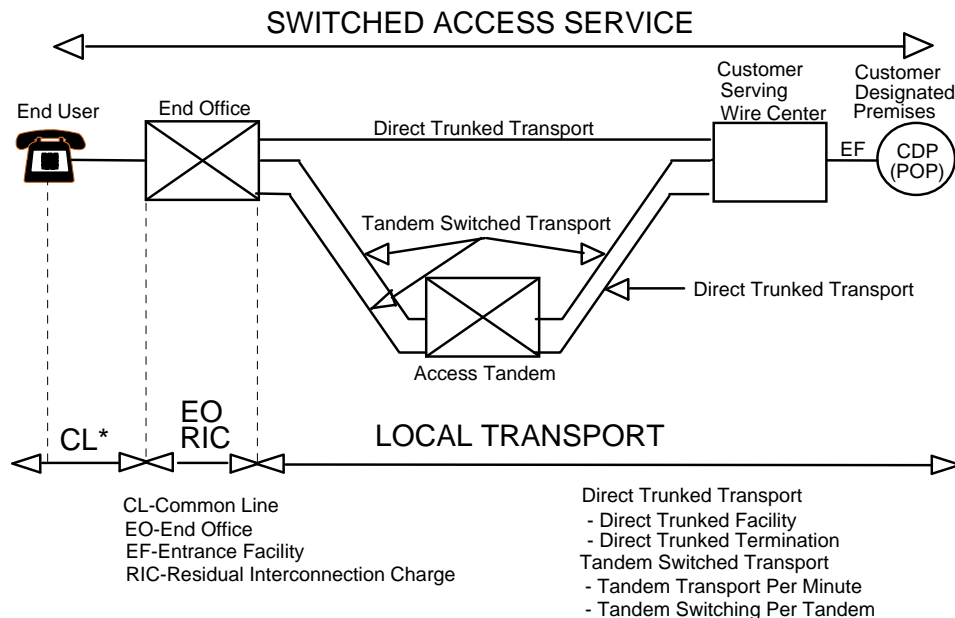 SWITCHED ACCESS SERVICE
End User
End Office
Customer
Serving
Wire Center
Customer
Designated
Premises
Direct Trunked Transport
EF
CDP
(POP)
Tandem Switched Transport
Direct Trunked Transport
Access Tandem
CL*
EO
RIC
LOCAL TRANSPORT
CL-Common Line
EO-End Office
EF-Entrance Facility
RIC-Residual Interconnection Charge
Direct Trunked Transport
- Direct Trunked Facility
- Direct Trunked Termination
Tandem Switched Transport
- Tandem Transport Per Minute
- Tandem Switching Per Tandem